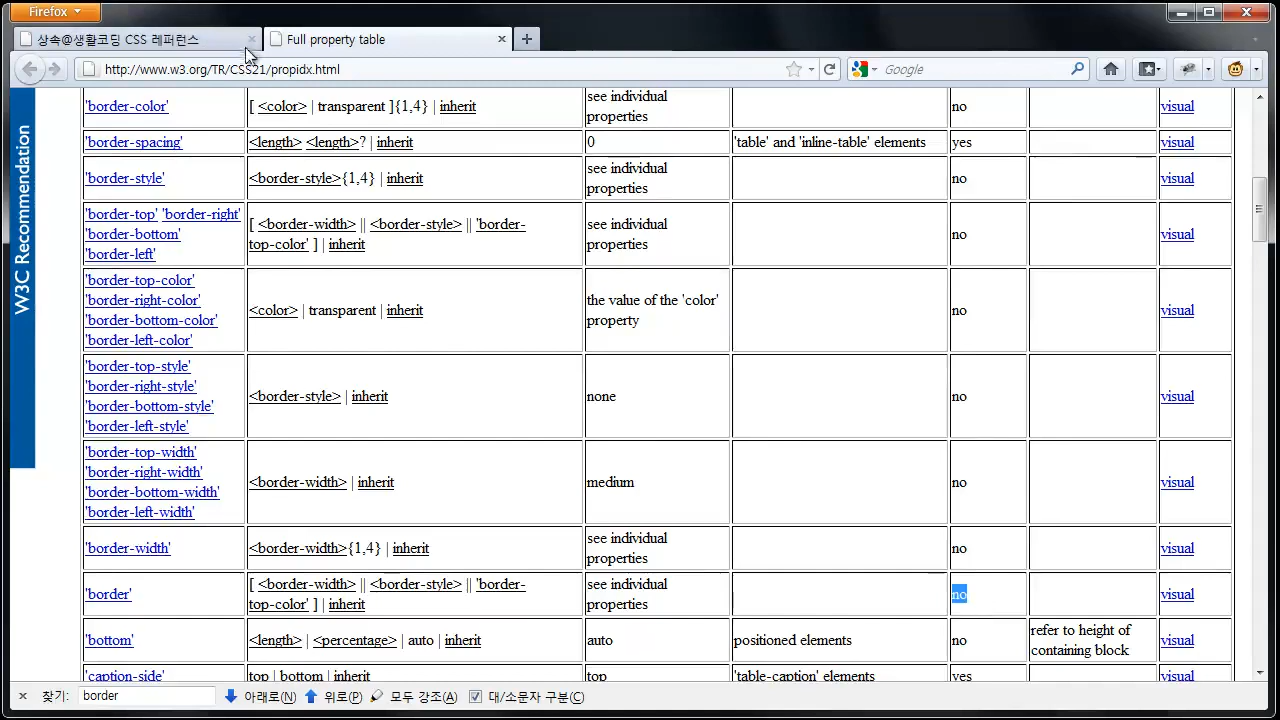 Firefox
상속@생활코딩 CSS 레퍼런스
Full property table
http://www.w3.org/TR/CSS21/propidx.html
Google
W3C Recommendation
'border-color' [ <color> | transparent ]{1,4} | inherit see individual properties no visual
'border-spacing' <length> <length>? | inherit 0 'table' and 'inline-table' elements yes visual
'border-style' <border-style>{1,4} | inherit see individual properties no visual
'border-top' 'border-right'
'border-bottom'
'border-left'
[ <border-width> || <border-style> || 'border-
top-color' ] | inherit
see individual
properties
no
visual
'border-top-color'
'border-right-color'
'border-bottom-color'
'border-left-color'
<color> | transparent | inherit
the value of the 'color'
property
no
visual
'border-top-style'
'border-right-style'
'border-bottom-style'
'border-left-style'
<border-style> | inherit
none
no
visual
'border-top-width'
'border-right-width'
'border-bottom-width'
'border-left-width'
<border-width> | inherit
medium
no
visual
'border-width'
<border-width>{1,4} | inherit
see individual
properties
no
visual
'border'
[ <border-width> || <border-style> || 'border-
top-color' ] | inherit
see individual
properties
no
visual
'bottom'
<length> | <percentage> | auto | inherit
auto
positioned elements
no
refer to height of
containing block
visual
'caption-side' top | bottom | inherit top 'table-caption' elements yes visual
찾기: border 아래로(N) 위로(P) 모두 강조(A) 대/소문자 구분(C)